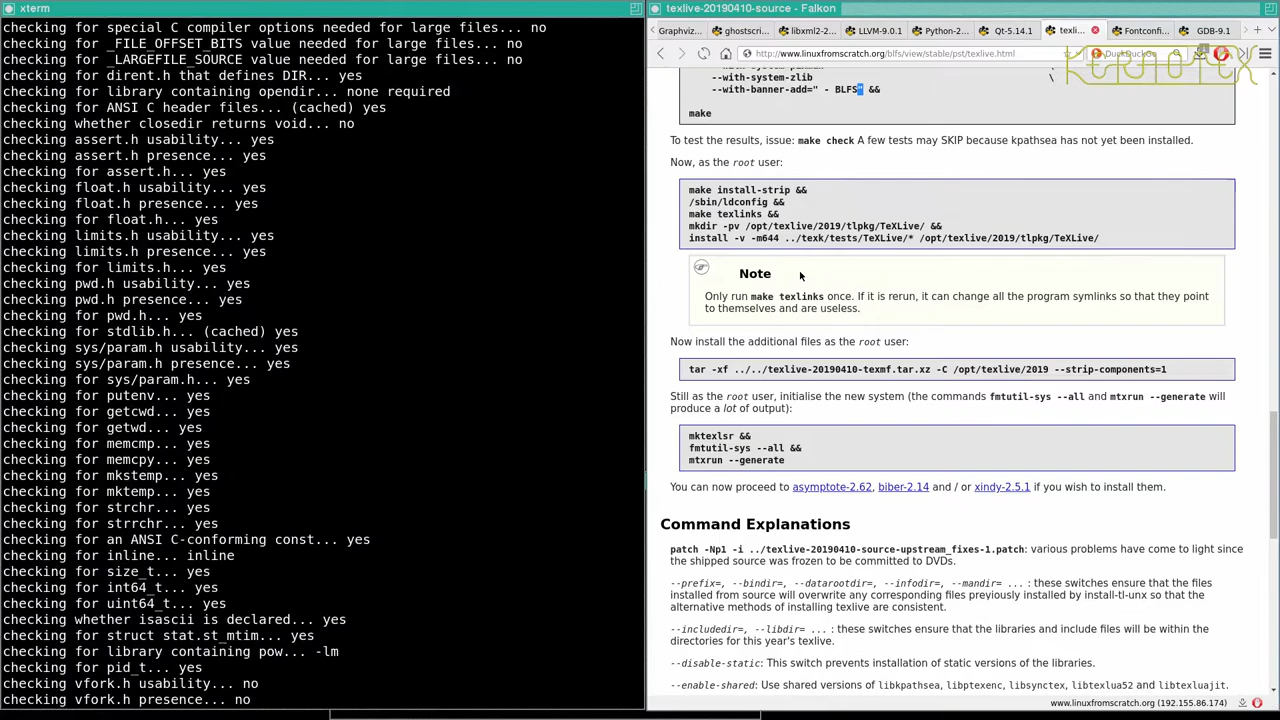 xterm
checking for special C compiler options needed for large files... no
checking for _FILE_OFFSET_BITS value needed for large files... no
checking for _LARGEFILE_SOURCE value needed for large files... no
checking for dirent.h that defines DIR... yes
checking for library containing opendir... none required
checking for ANSI C header files... (cached) yes
checking whether closedir returns void... no
checking assert.h usability... yes
checking assert.h presence... yes
checking for assert.h... yes
checking float.h usability... yes
checking float.h presence... yes
checking for float.h... yes
checking limits.h usability... yes
checking limits.h presence... yes
checking for limits.h... yes
checking pwd.h usability... yes
checking pwd.h presence... yes
checking for pwd.h... yes
checking for stdlib.h... (cached) yes
checking sys/param.h usability... yes
checking sys/param.h presence... yes
checking for sys/param.h... yes
checking for putenv... yes
checking for getcwd... yes
checking for getwd... yes
checking for memcmp... yes
checking for memcpy... yes
checking for mkstemp... yes
checking for mktemp... yes
checking for strchr... yes
checking for strrchr... yes
checking for an ANSI C-conforming const... yes
checking for inline... inline
checking for size_t... yes
checking for int64_t... yes
checking for uint64_t... yes
checking whether isascii is declared... yes
checking for struct stat.st_mtim... yes
checking for library containing pow... -lm
checking for pid_t... yes
checking vfork.h usability... no
checking vfork.h presence... no
texlive-20190410-source - Falkon
Graphviz... ghostscri... libxml2-2... LLVM-9.0.1 Python-2... Qt-5.14.1 texli... Fontconfi... GDB-9.1
http://www.linuxfromscratch.org/blfs/view/stable/pst/texlive.html
KERNOTEX
--with-system-zlib \
--with-banner-add=" - BLFS" &&
make
To test the results, issue: make check A few tests may SKIP because kpathsea has not yet been installed.
Now, as the root user:
make install-strip &&
/sbin/ldconfig &&
make texlinks &&
mkdir -pv /opt/texlive/2019/tlpkg/TeXLive/ &&
install -v -m644 ../texk/tests/TeXLive/* /opt/texlive/2019/tlpkg/TeXLive/
Note
Only run make texlinks once. If it is rerun, it can change all the program symlinks so that they point
to themselves and are useless.
Now install the additional files as the root user:
tar -xf ../../texlive-20190410-texmf.tar.xz -C /opt/texlive/2019 --strip-components=1
Still as the root user, initialise the new system (the commands fmtutil-sys --all and mtxrun --generate will
produce a lot of output):
mktexlsr &&
fmtutil-sys --all &&
mtxrun --generate
You can now proceed to asymptote-2.62, biber-2.14 and / or xindy-2.5.1 if you wish to install them.
Command Explanations
patch -Np1 -i ../texlive-20190410-source-upstream_fixes-1.patch: various problems have come to light since
the shipped source was frozen to be committed to DVDs.
--prefix=, --bindir=, --datarootdir=, --infodir=, --mandir= ... : these switches ensure that the files
installed from source will overwrite any corresponding files previously installed by install-tl-unx so that the
alternative methods of installing texlive are consistent.
--includedir=, --libdir= ... : these switches ensure that the libraries and include files will be within the
directories for this year's texlive.
--disable-static: This switch prevents installation of static versions of the libraries.
--enable-shared: Use shared versions of libkpathsea, libptexenc, libsynctex, libtexlua52 and libtexluajit.
www.linuxfromscratch.org (192.155.86.174)